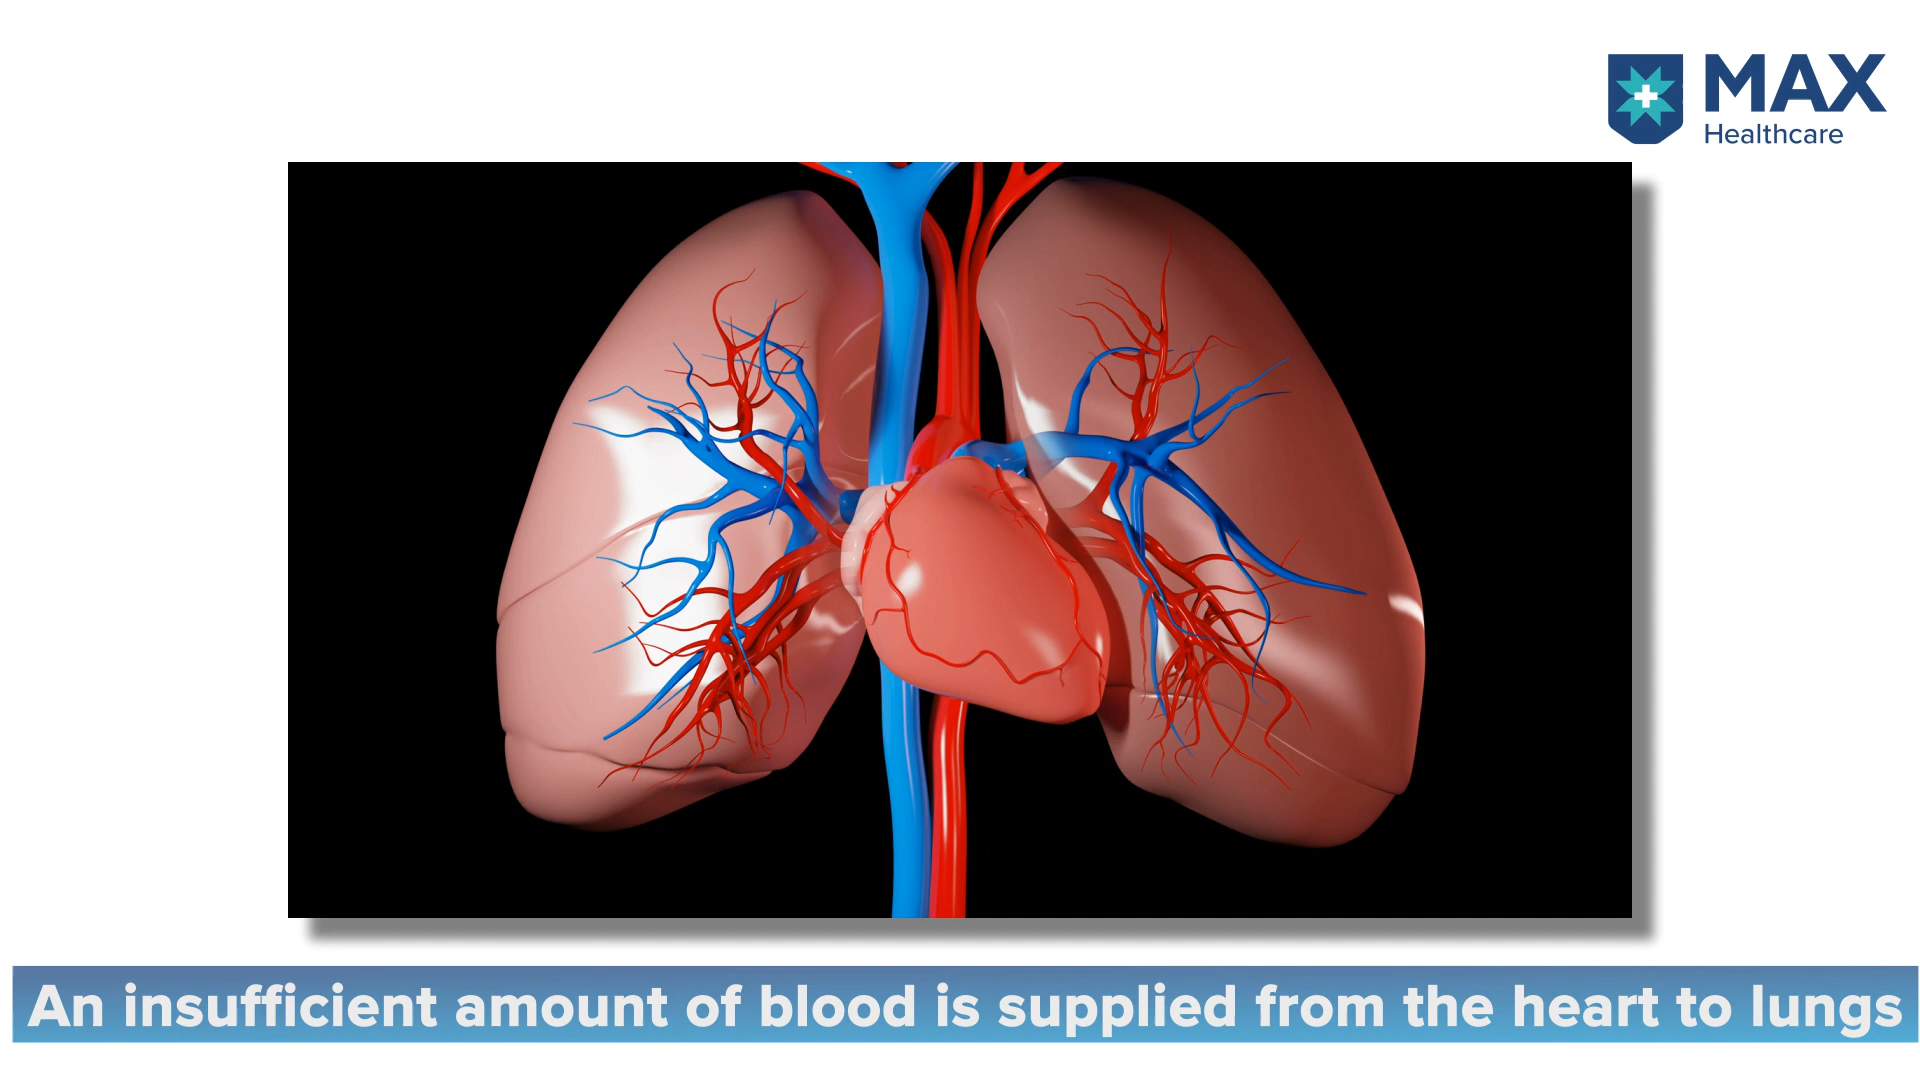 MAX
Healthcare
An insufficient amount of blood is supplied from the heart to lungs